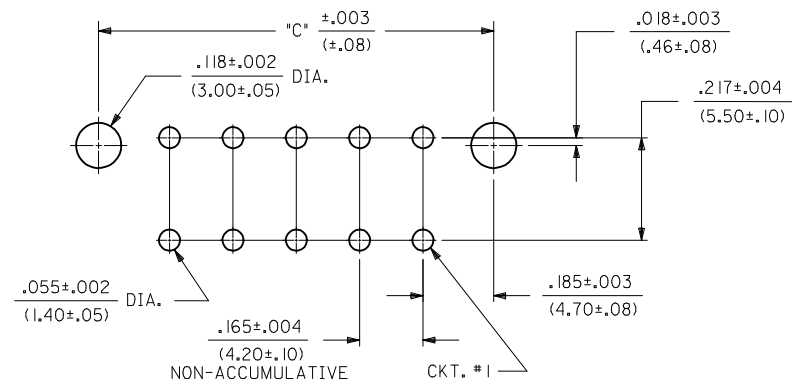 "C" ±.003
(±.08)
.018±.003
(.46±.08)
.118±.002 DIA.
(3.00±.05)
.217±.004
(5.50±.10)
.055±.002 DIA.
(1.40±.05)
.185±.003
(4.70±.08)
.165±.004
(4.20±.10)
NON-ACCUMULATIVE
CKT. #1